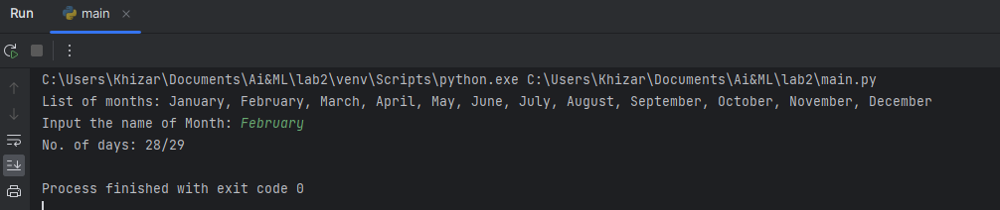 Run main
C:\Users\Khizar\Documents\Ai&ML\lab2\venv\Scripts\python.exe C:\Users\Khizar\Documents\Ai&ML\lab2\main.py
List of months: January, February, March, April, May, June, July, August, September, October, November, December
Input the name of Month: February
No. of days: 28/29
Process finished with exit code 0